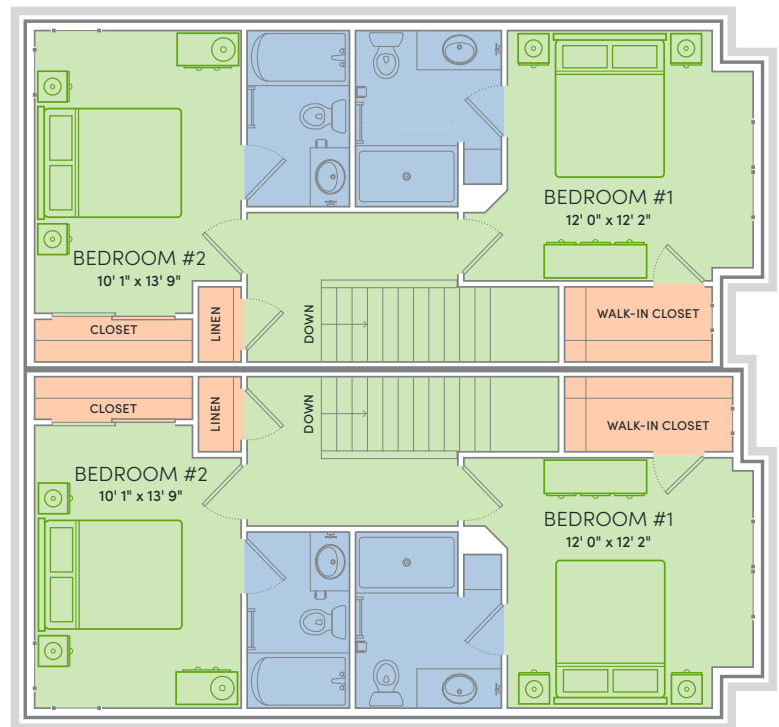 BEDROOM #1
12' 0" x 12' 2"
BEDROOM #2
10' 1" x 13' 9"
CLOSET
LINEN
DOWN
WALK-IN CLOSET
CLOSET
LINEN
DOWN
WALK-IN CLOSET
BEDROOM #2
10' 1" x 13' 9"
BEDROOM #1
12' 0" x 12' 2"